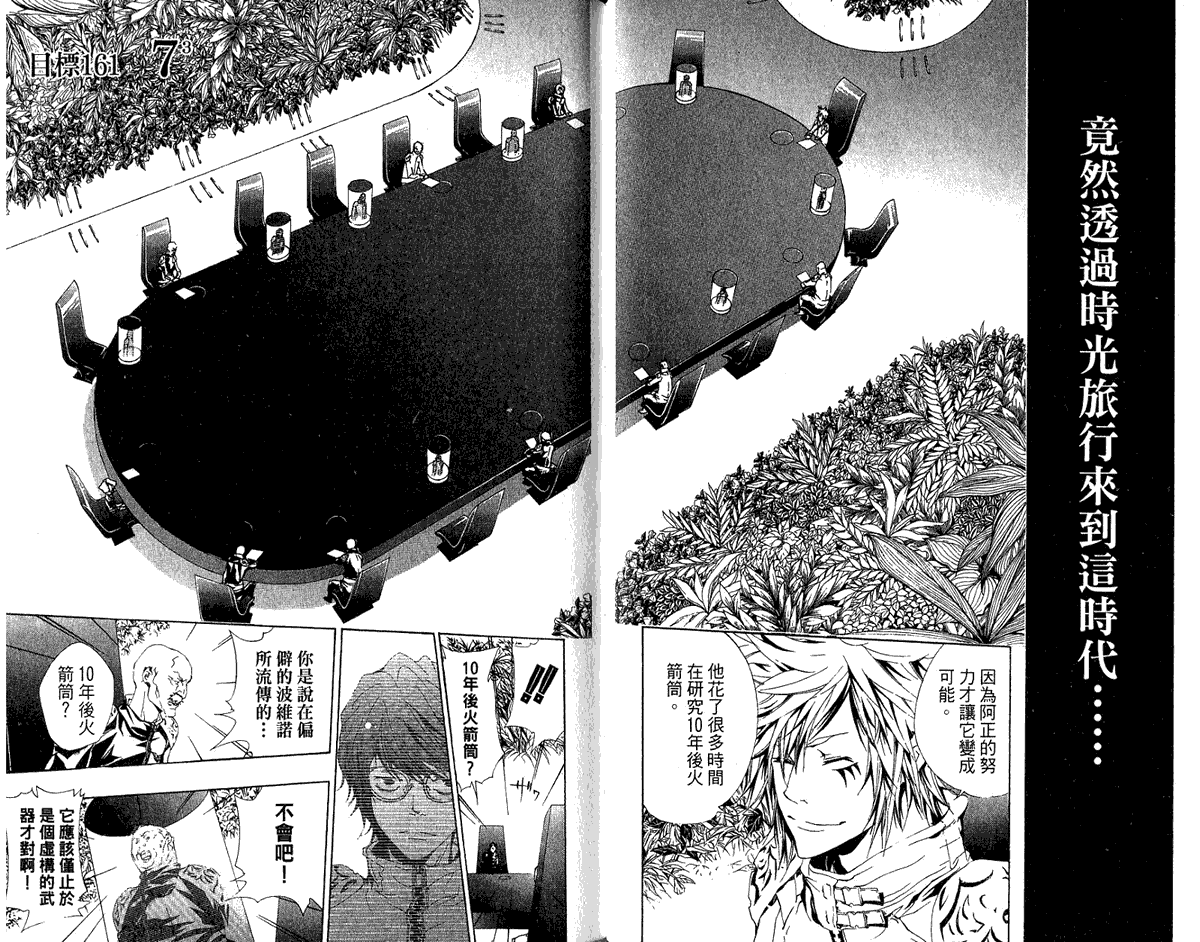 竟然透過時光旅行來到這時代……
目標161
7³
因為阿正的努
力才讓它變成
可能。
他花了很多時間
在研究10年後火
箭筒。
!!
10年後火箭筒？
你是說在偏
僻的波維諾
所流傳的…
10年後火
箭筒？
不會吧！
它應該僅止於
是個虛構的武
器才對啊！